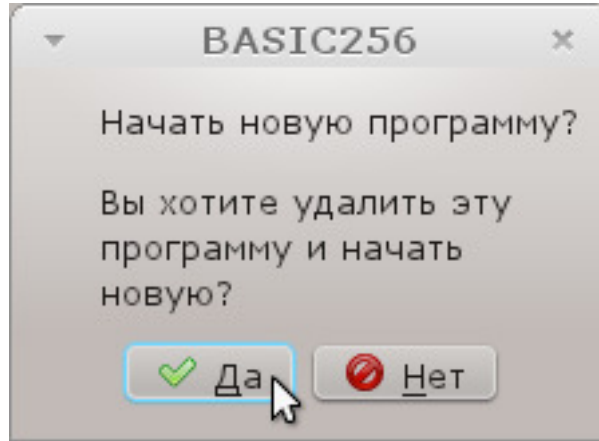 BASIC256
Начать новую программу?
Вы хотите удалить эту
программу и начать
новую?
Да Нет